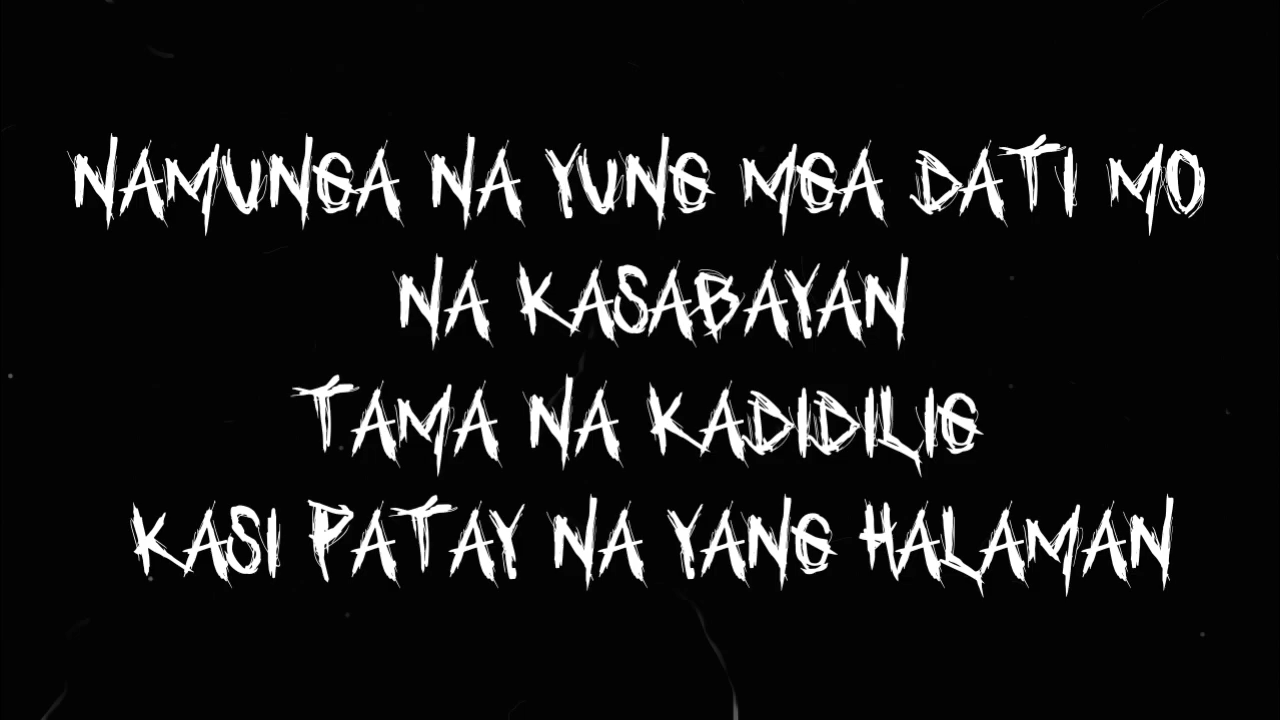 NAMUNGA NA YUNG MGA DATI MO
NA KASABAYAN
TAMA NA KADIDILIG
KASI PATAY NA YANG HALAMAN